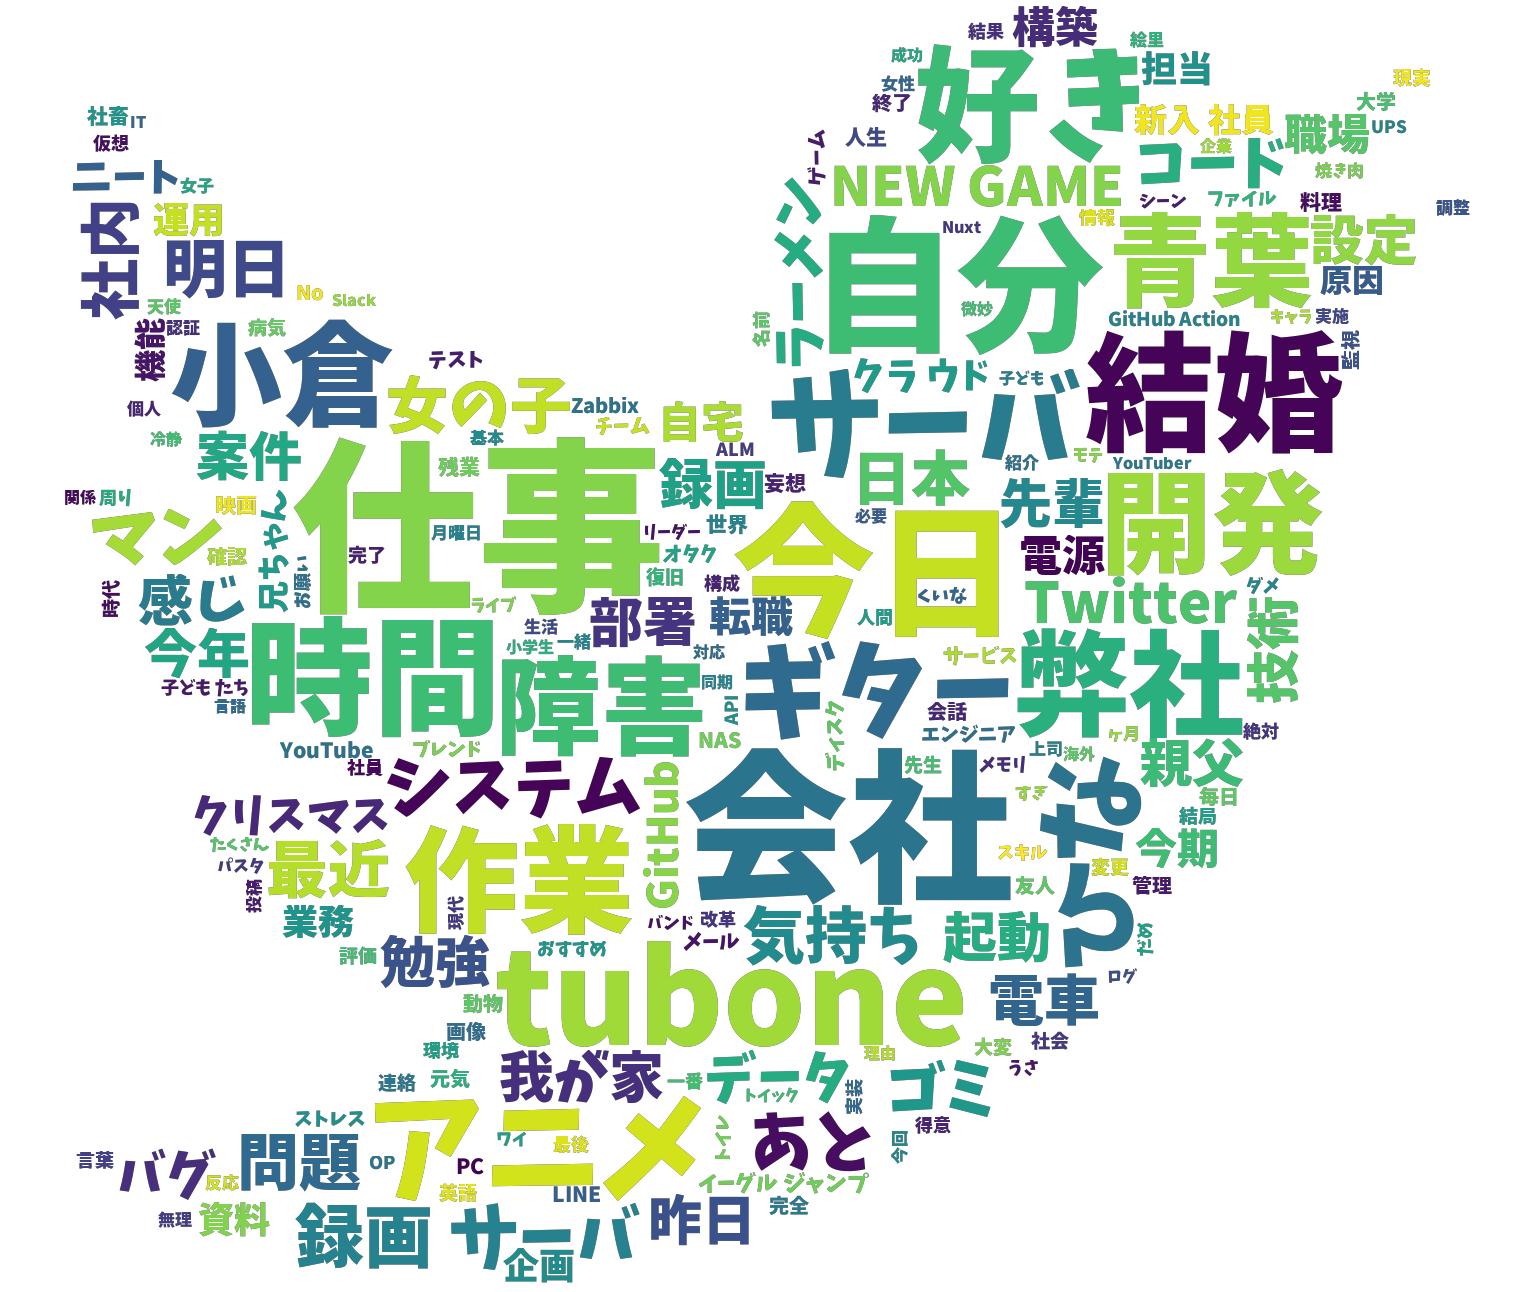 結果
構築
絵里
成功
好き
担当
現実
女性
終了
大学
社畜
IT
新入 社員
職場
UPS
仮想
人生
ゲーム
企業
コード
ニート
女子
NEW GAME
焼き肉
シーン
ファイル
料理
調整
社内
運用
ラーメン
情報
青葉
設定
明日
自分
Nuxt
原因
天使
No
Slack
微妙
名前
GitHub Action
キャラ
実施
機能
認証
病気
小倉
テスト
結婚
監視
クラウド
子ども
サーバ
女の子
Zabbix
個人
チーム
自宅
冷静
案件
基本
ALM
日本
紹介
モテ
YouTuber
仕事
残業
録画
妄想
先輩
開発
関係
周り
映画
マン
兄ちゃん
月曜日
リーダー
世界
今日
必要
電源
確認
完了
オタク
お願い
時代
感じ
復旧
構成
Twitter
ダメ
ライブ
部署
転職
くいな
人間
技術
今年
時間
生活
小学生
一緒
対応
障害
ギター
サービス
弊社
子どもたち
言語
同期
API
会話
エンジニア
ヶ月
絶対
YouTube
ブレンド
NAS
ディスク
上司
海外
親父
社員
システム
GitHub
会社
先生
メモリ
ちゃん
毎日
クリスマス
すぎ
結局
たくさん
パスタ
最近
作業
スキル
変更
今期
投稿
現代
友人
管理
業務
バンド
改革
気持ち
起動
だめ
評価
勉強
おすすめ
メール
tubone
電車
ログ
動物
画像
環境
理由
大変
社会
連絡
元気
我が家
一番
データ
トイック
実装
ゴミ
うさ
ストレス
アニメ
ワイ
最後
トイレ
あと
今回
得意
言葉
バグ
反応
問題
OP
PC
英語
LINE
イーグル ジャンプ
無理
資料
録画 サーバ
企画
昨日
完全